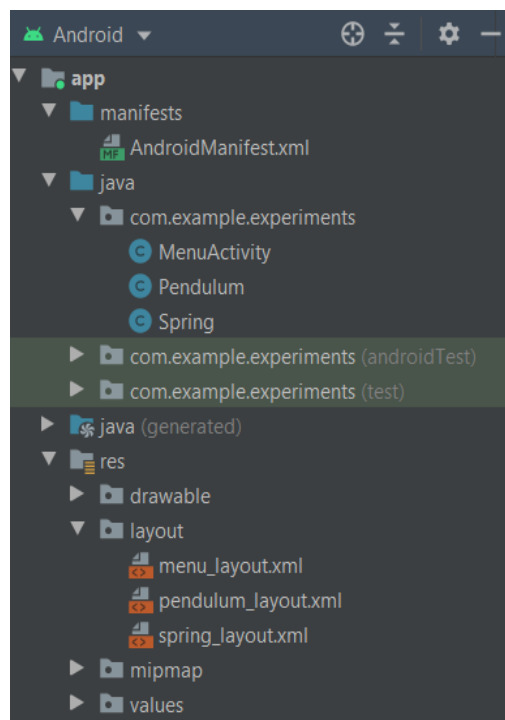 Android
app
manifests
MF AndroidManifest.xml
java
com.example.experiments
C MenuActivity
C Pendulum
C Spring
com.example.experiments (androidTest)
com.example.experiments (test)
java (generated)
res
drawable
layout
<> menu_layout.xml
<> pendulum_layout.xml
<> spring_layout.xml
mipmap
values